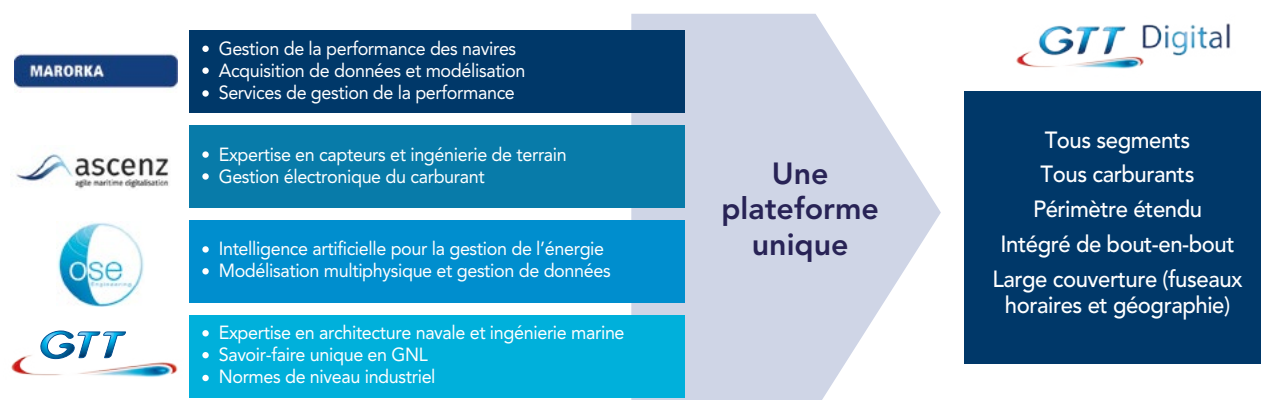 MARORKA
• Gestion de la performance des navires
• Acquisition de données et modélisation
• Services de gestion de la performance
ascenz
agile maritime digitalisation
• Expertise en capteurs et ingénierie de terrain
• Gestion électronique du carburant
ose
Engineering
• Intelligence artificielle pour la gestion de l'énergie
• Modélisation multiphysique et gestion de données
GTT
• Expertise en architecture navale et ingénierie marine
• Savoir-faire unique en GNL
• Normes de niveau industriel
Une
plateforme
unique
GTT Digital
Tous segments
Tous carburants
Périmètre étendu
Intégré de bout-en-bout
Large couverture (fuseaux
horaires et géographie)